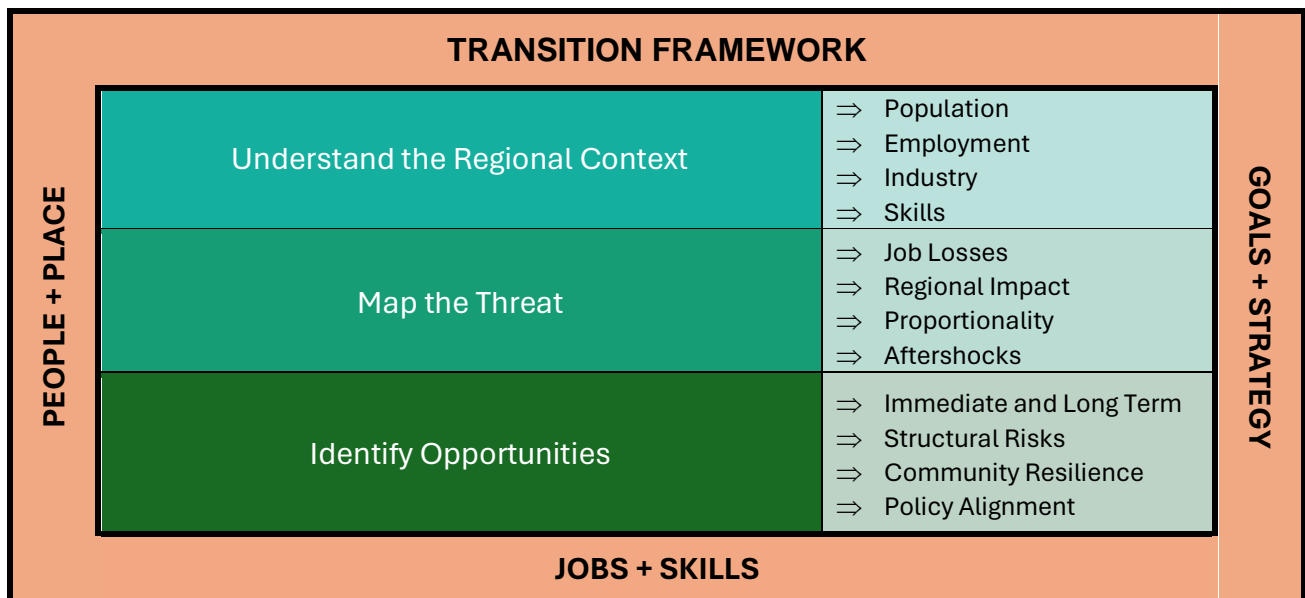 TRANSITION FRAMEWORK
PEOPLE + PLACE
Understand the Regional Context
⇒ Population
⇒ Employment
⇒ Industry
⇒ Skills
Map the Threat
⇒ Job Losses
⇒ Regional Impact
⇒ Proportionality
⇒ Aftershocks
Identify Opportunities
⇒ Immediate and Long Term
⇒ Structural Risks
⇒ Community Resilience
⇒ Policy Alignment
GOALS + STRATEGY
JOBS + SKILLS